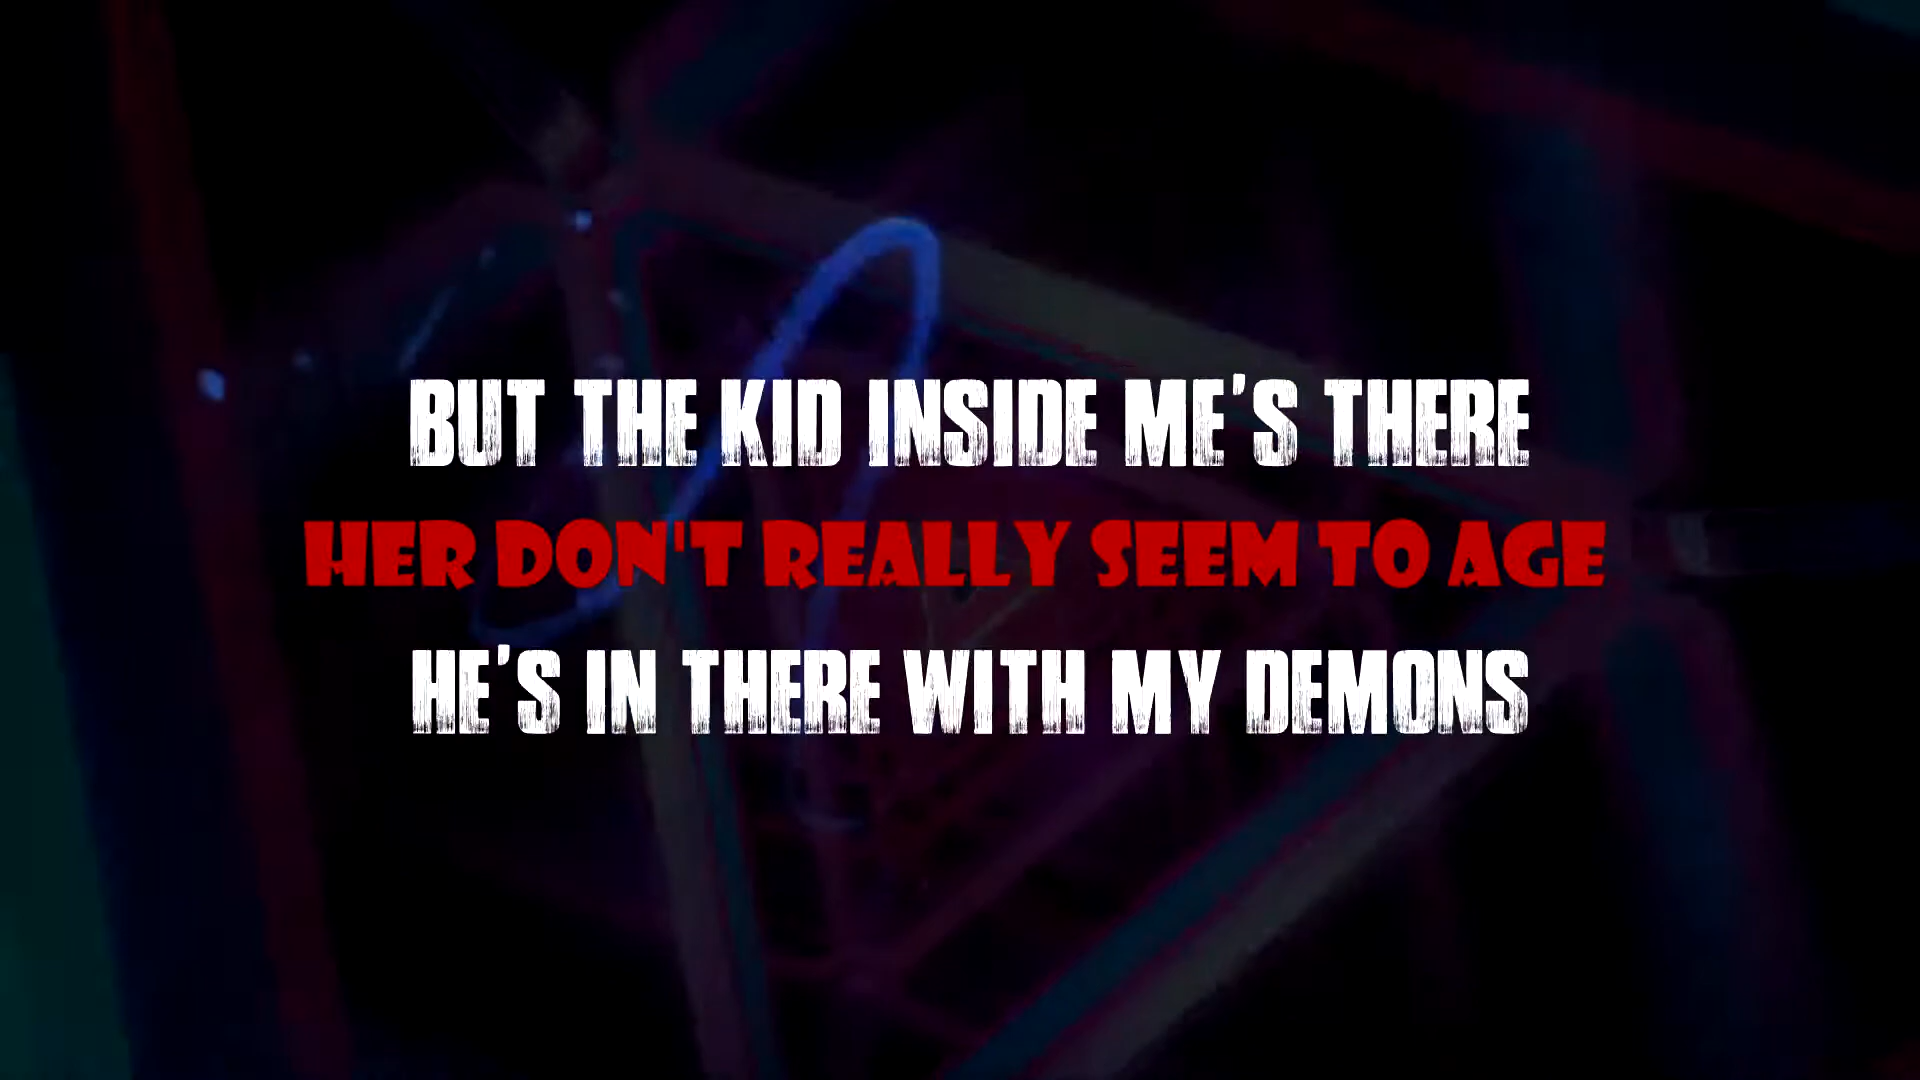 BUT THE KID INSIDE ME'S THERE
HER DON'T REALLY SEEM TO AGE
HE'S IN THERE WITH MY DEMONS